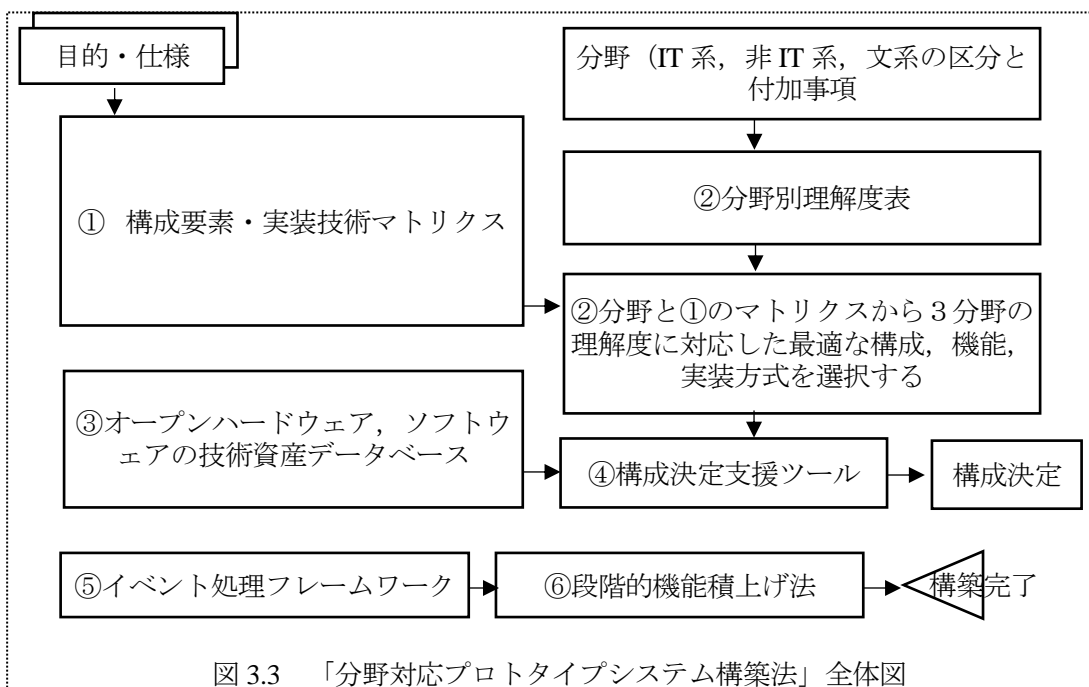 目的・仕様
分野（IT 系，非 IT 系，文系の区分と
付加事項
① 構成要素・実装技術マトリクス
②分野別理解度表
②分野と①のマトリクスから３分野の
理解度に対応した最適な構成，機能，
実装方式を選択する
③オープンハードウェア，ソフトウ
ェアの技術資産データベース
④構成決定支援ツール
構成決定
⑤イベント処理フレームワーク
⑥段階的機能積上げ法
構築完了
図 3.3 「分野対応プロトタイプシステム構築法」全体図